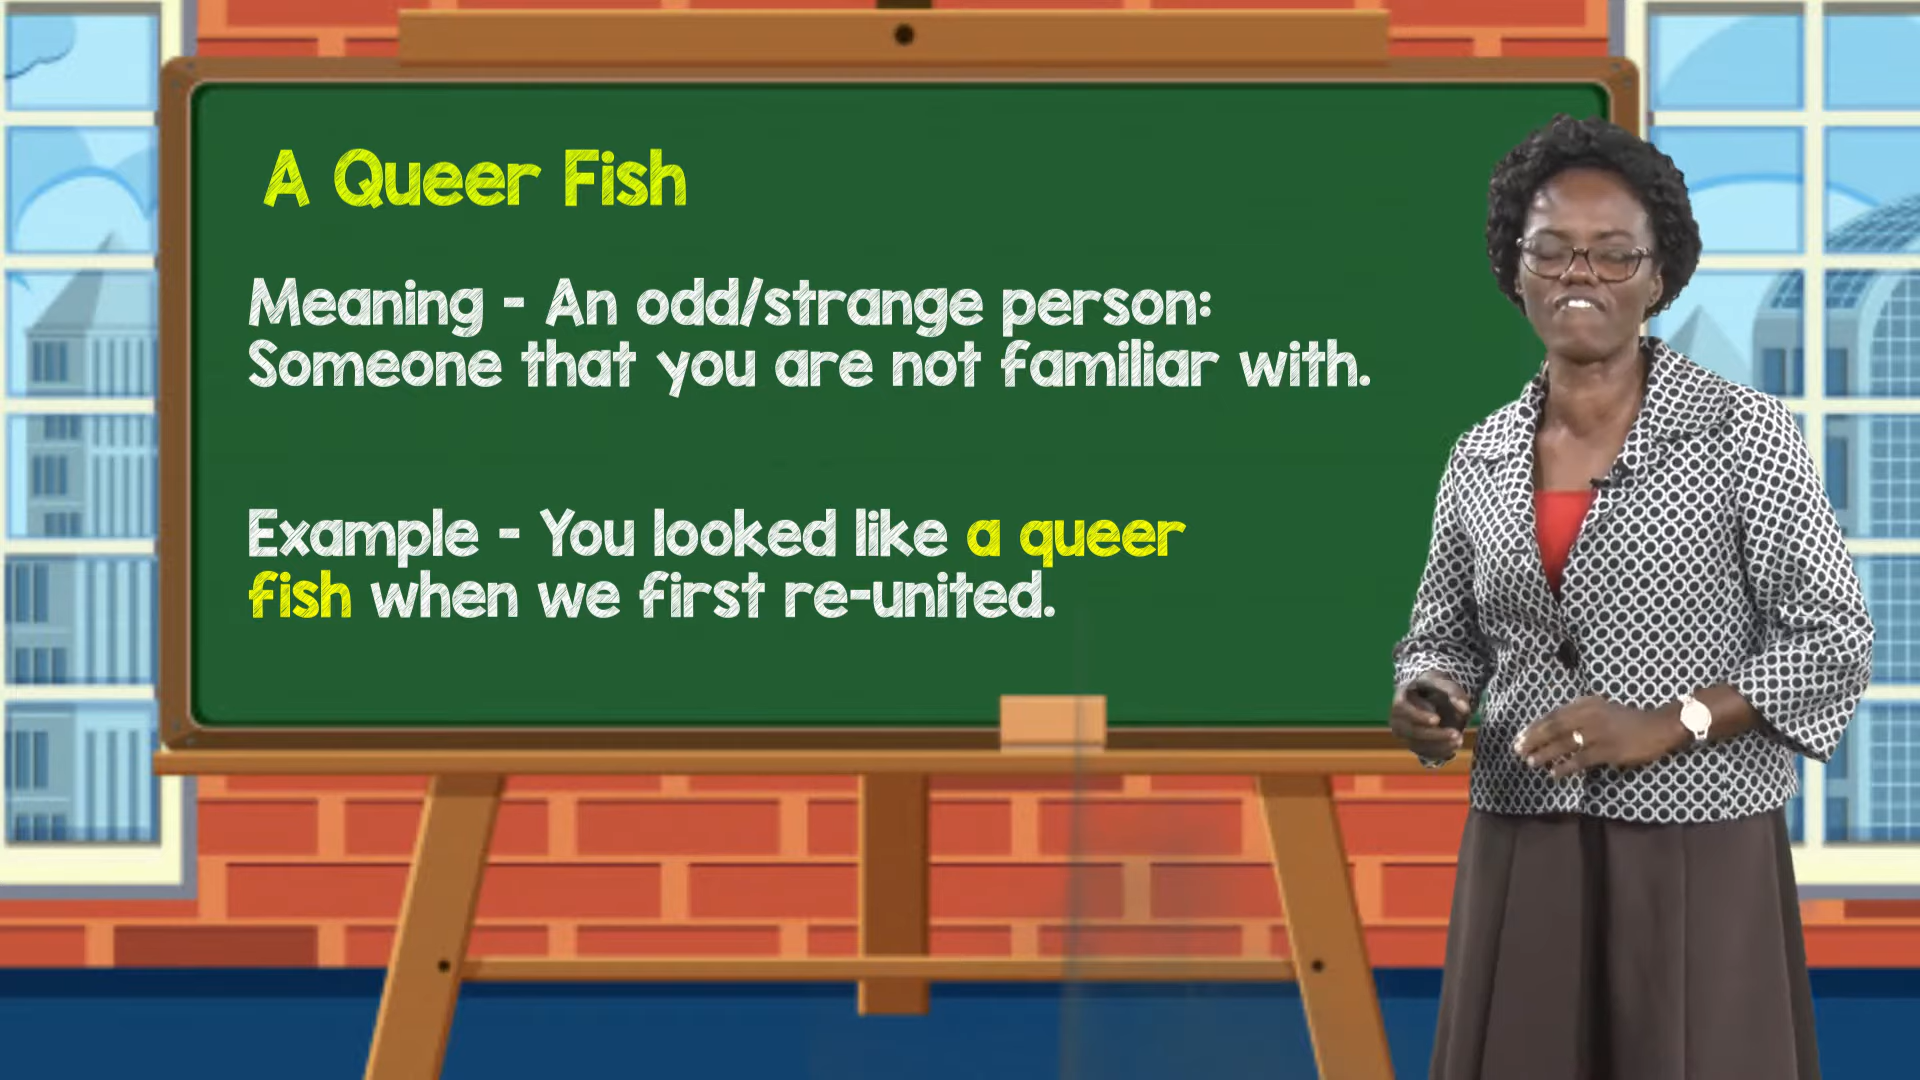 A Queer Fish
Meaning - An odd/strange person:
Someone that you are not familiar with.
Example - You looked like a queer
fish when we first re-united.